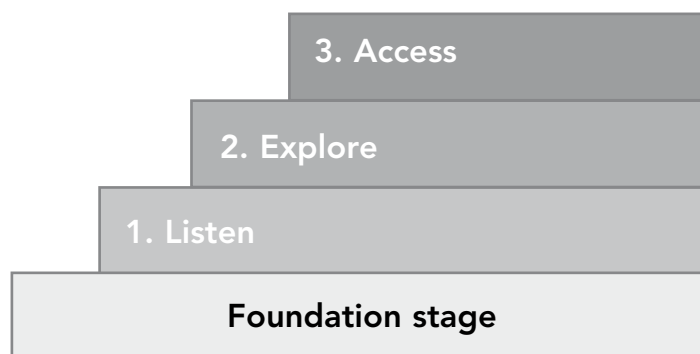 3. Access
2. Explore
1. Listen
Foundation stage